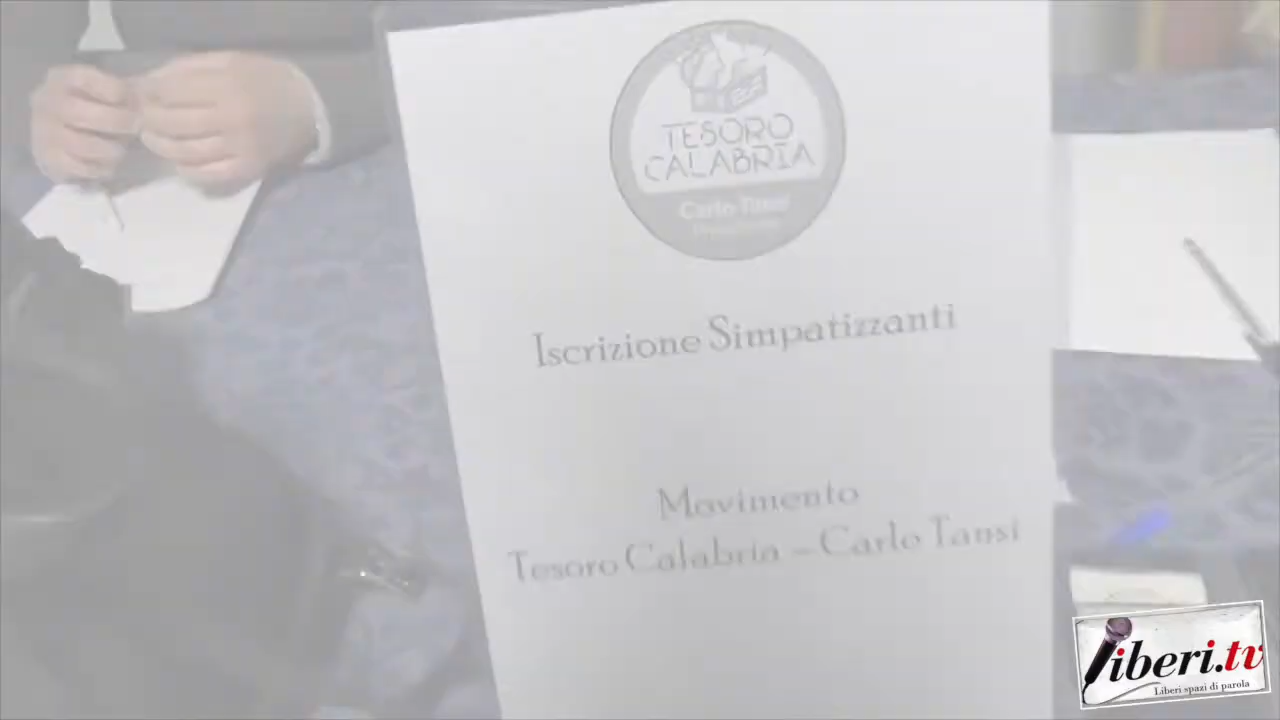 TESORO
CALABRIA
Carlo Tansi
Iscrizione Simpatizzanti
Movimento
Tesoro Calabria - Carlo Tansi
liberi.tv
Liberi spazi di parola